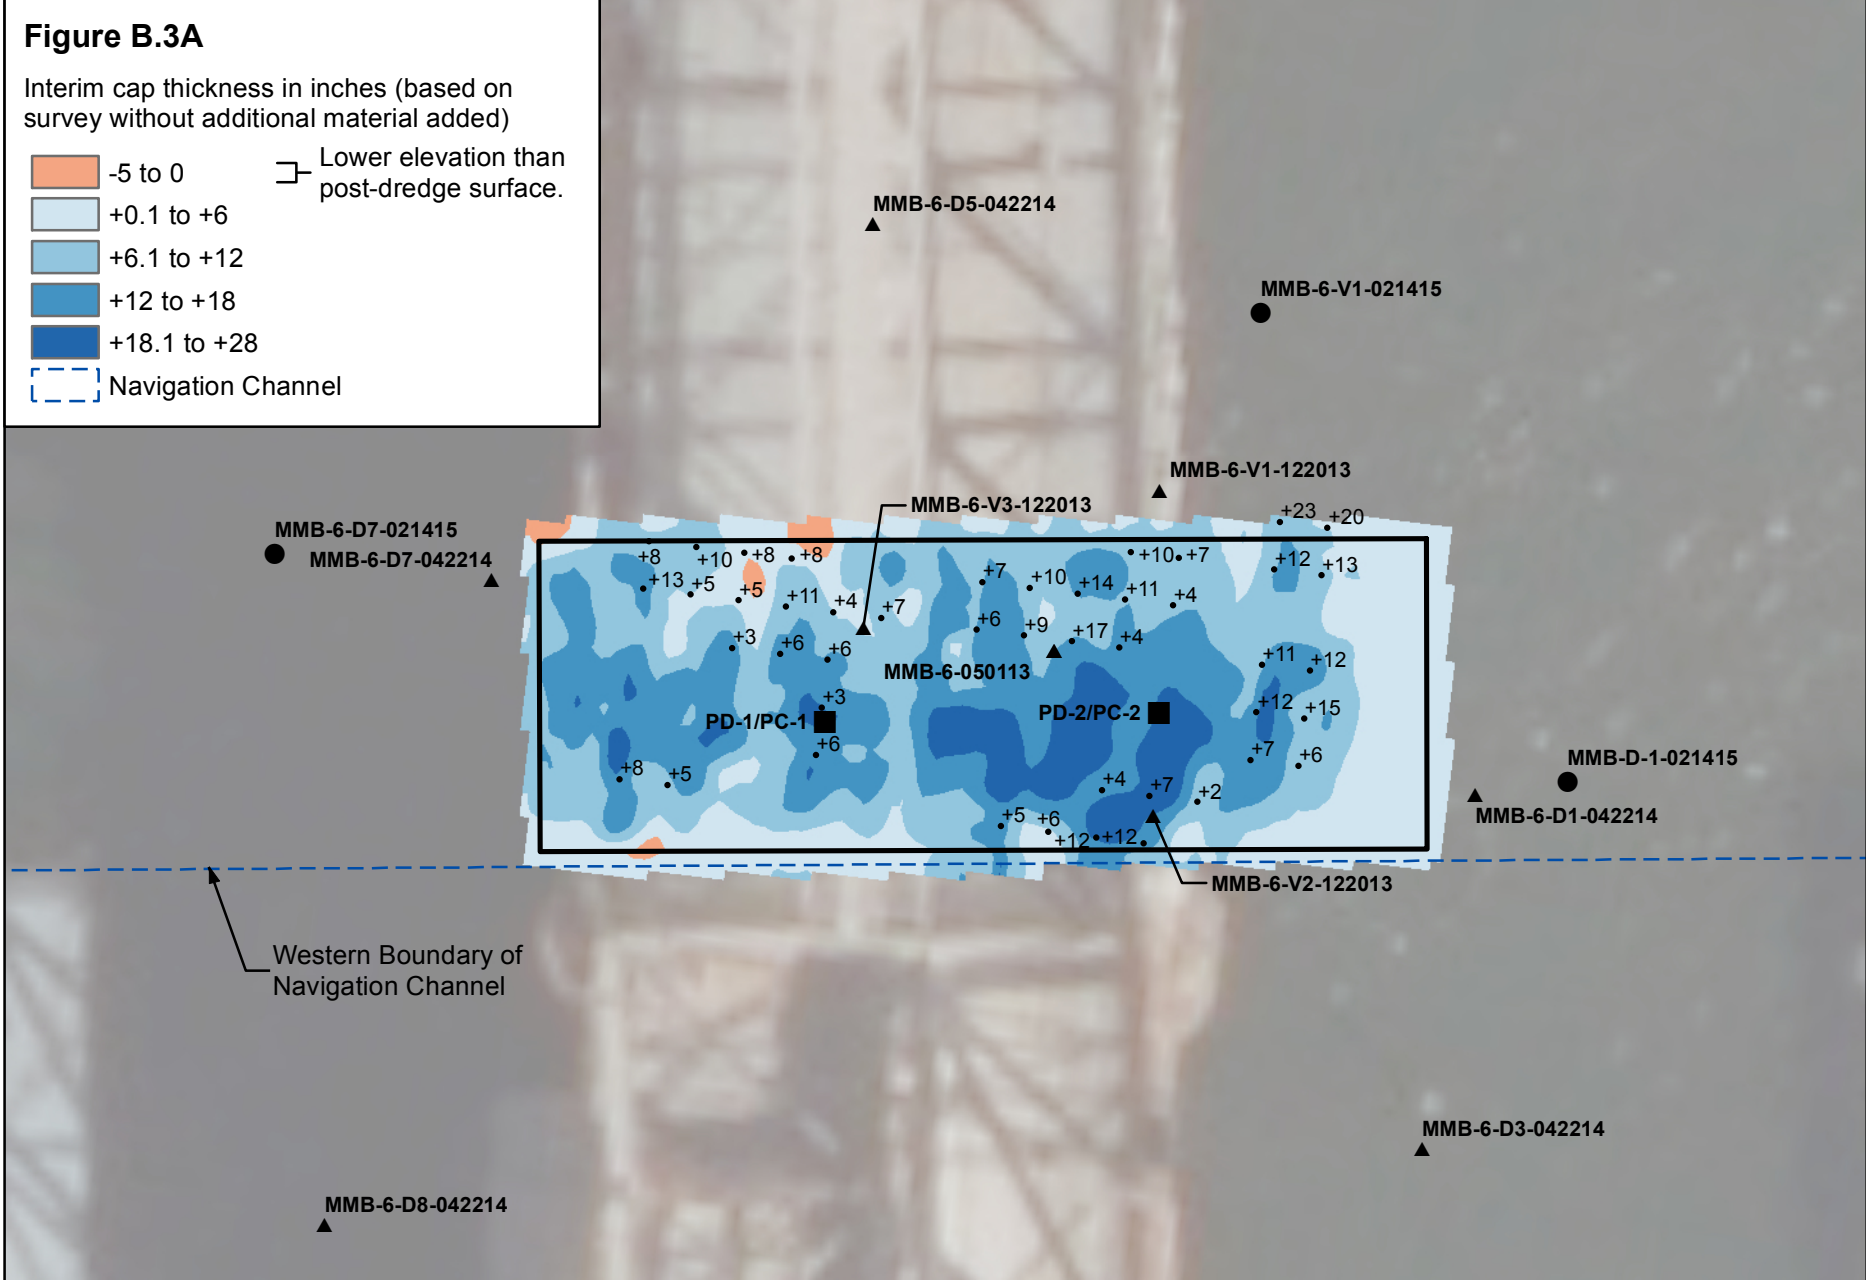 Figure B.3A
Interim cap thickness in inches (based on
survey without additional material added)
-5 to 0
Lower elevation than
post-dredge surface.
+0.1 to +6
+6.1 to +12
+12 to +18
+18.1 to +28
Navigation Channel
MMB-6-D5-042214
MMB-6-V1-021415
MMB-6-V1-122013
MMB-6-V3-122013
+23 +20
MMB-6-D7-021415
MMB-6-D7-042214
+8 +10 +8 +8 +10 +7 +12 +13
+13 +5 +5 +11 +4 +7 +7 +10 +14 +11 +4
+3 +6 +6 +6 +9 +17 +4 +11 +12
MMB-6-050113
+3 +12 +15
PD-1/PC-1
PD-2/PC-2
+6 +7 +6
MMB-D-1-021415
+8 +5 +4 +7 +2
MMB-6-D1-042214
+5 +6 +12 +12
MMB-6-V2-122013
Western Boundary of
Navigation Channel
MMB-6-D3-042214
MMB-6-D8-042214